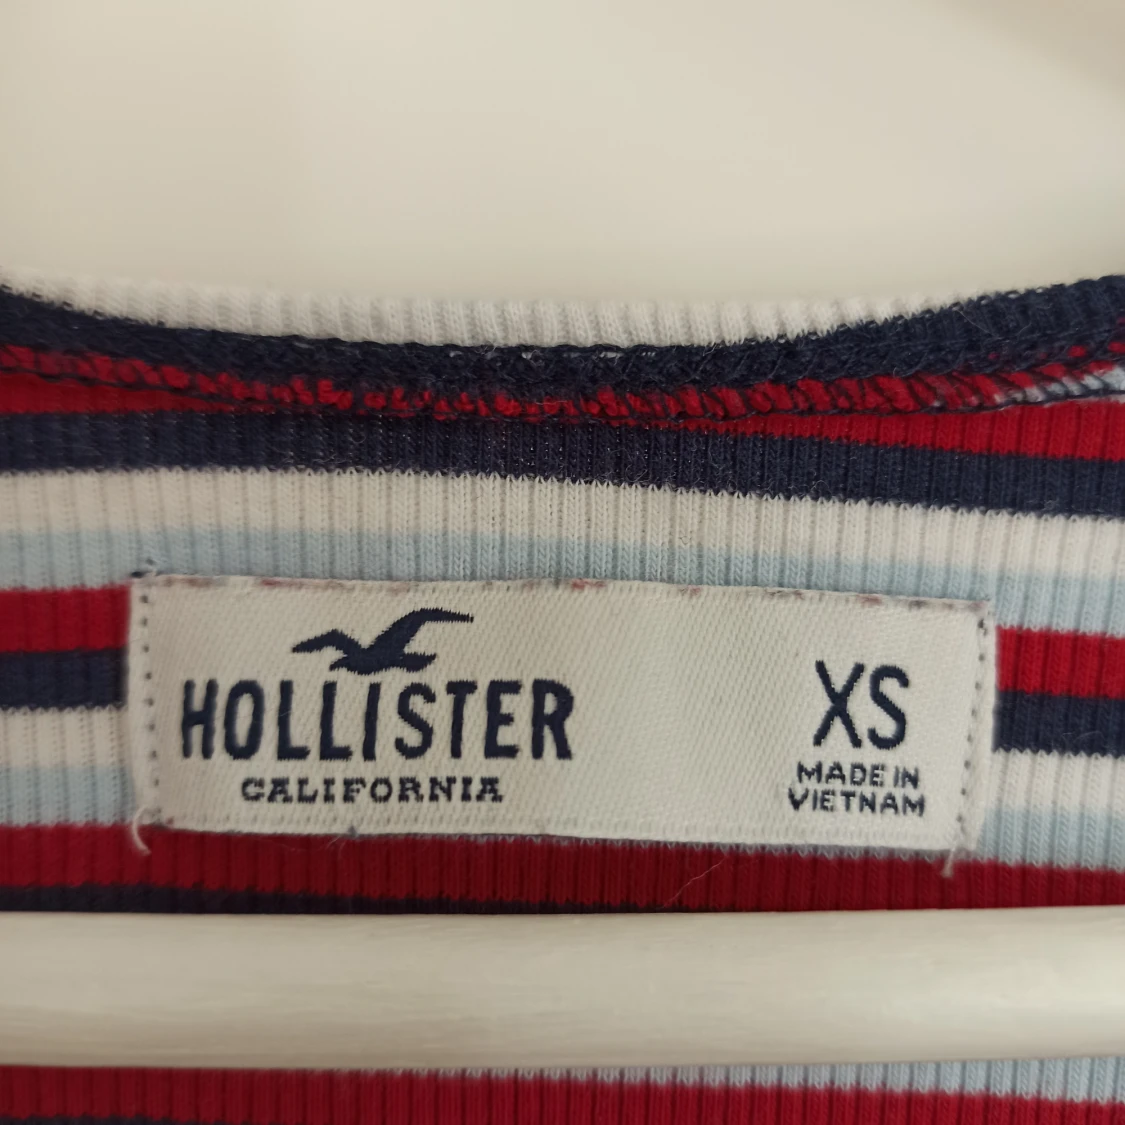 HOLLISTER
CALIFORNIA
XS
MADE IN
VIETNAM